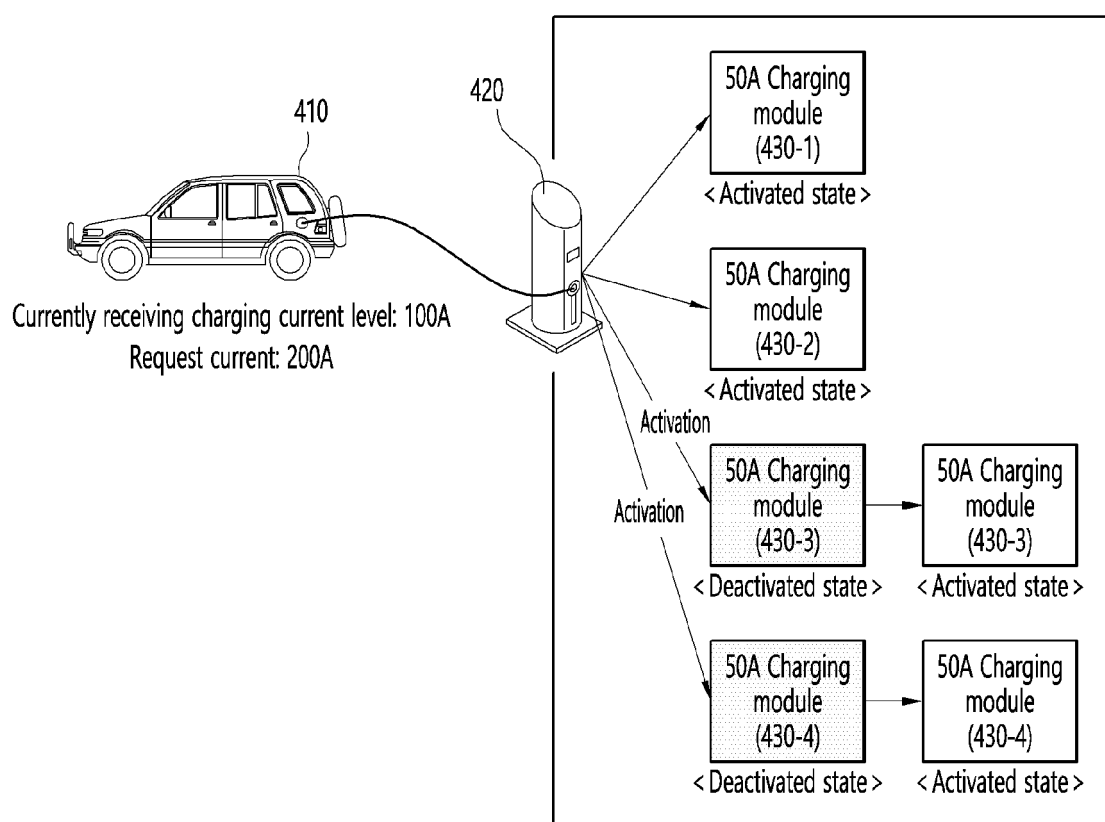 410
420
Currently receiving charging current level: 100A
Request current: 200A
50A Charging
module
(430-1)
< Activated state >
50A Charging
module
(430-2)
< Activated state >
Activation
Activation
50A Charging
module
(430-3)
< Deactivated state >
50A Charging
module
(430-3)
< Activated state >
50A Charging
module
(430-4)
< Deactivated state >
50A Charging
module
(430-4)
< Activated state >